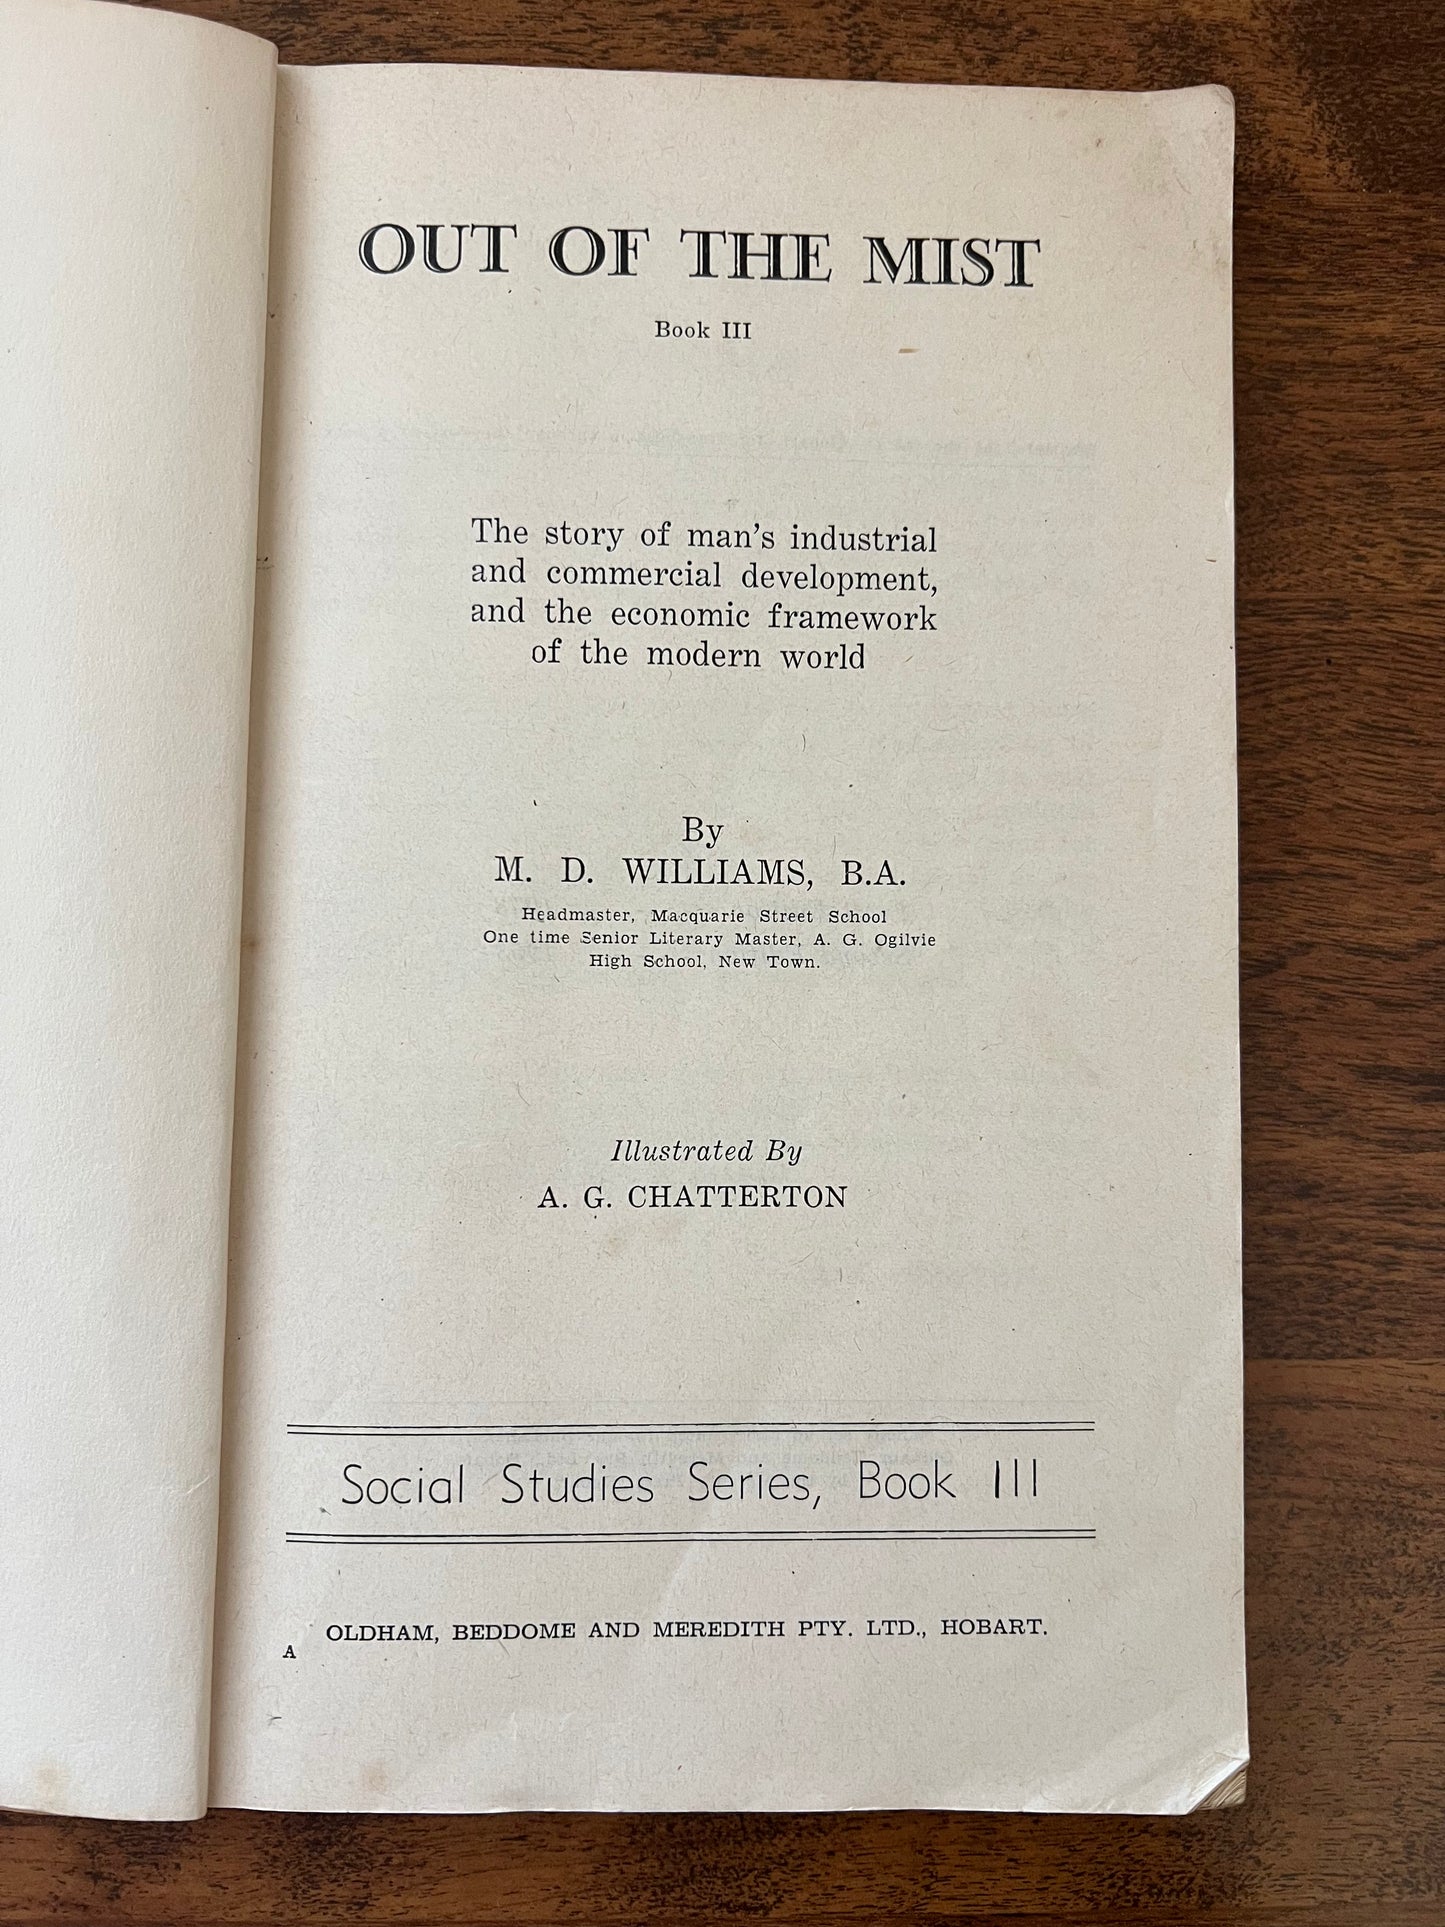 OUT OF THE MIST
Book III
The story of man's industrial
and commercial development,
and the economic framework
of the modern world
By
M. D. WILLIAMS, B.A.
Headmaster, Macquarie Street School
One time Senior Literary Master, A. G. Ogilvie
High School, New Town.
Illustrated By
A. G. CHATTERTON
Social Studies Series, Book III
OLDHAM, BEDDOME AND MEREDITH PTY. LTD., HOBART.
A